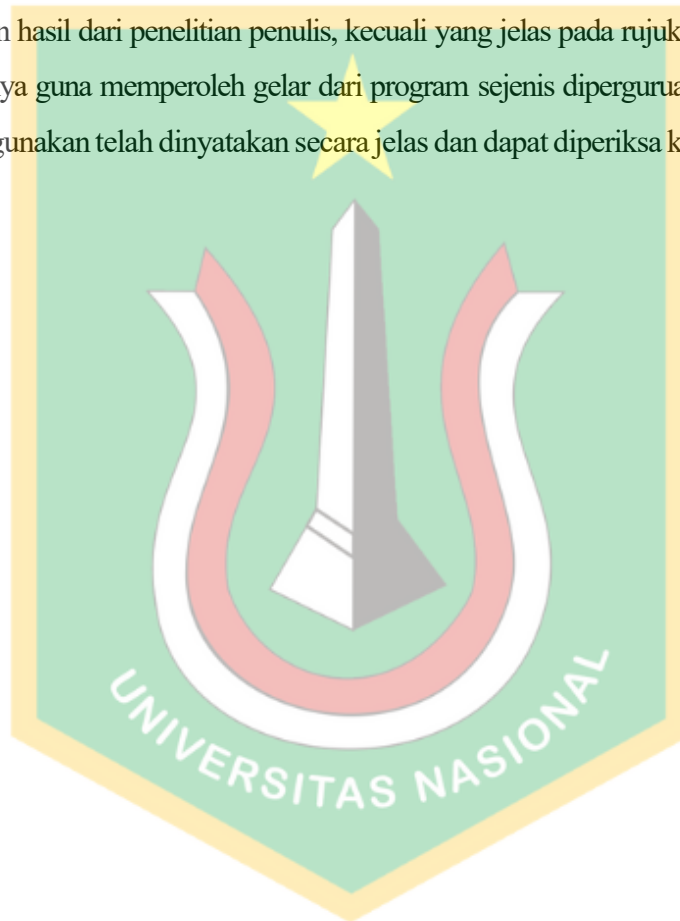 hasil dari penelitian penulis, kecuali yang jelas pada
guna memperoleh gelar dari program sejenis
telah dinyatakan secara jelas dan dapat diperiksa
UNIVERSITAS NASIONAL